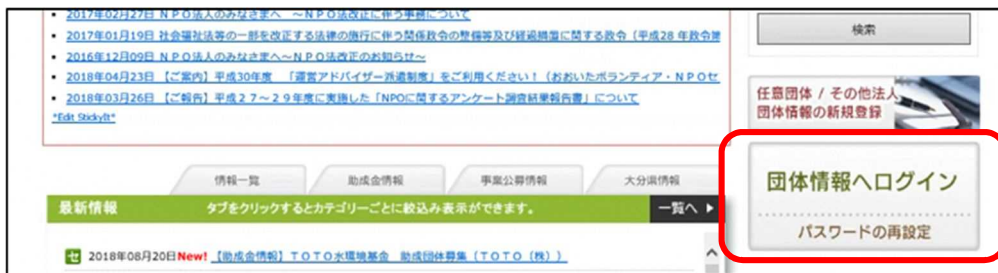 2017年02月27日 NPO法人のみなさまへ ～NPO法改正に伴う事務について
2017年01月19日 社会福祉法等の一部を改正する法律の施行に伴う関係政令の整備等及び経過措置に関する政令（平成28 年政令第
2016年12月09日 NPO法人のみなさまへ～NPO法改正のお知らせ～
2018年04月23日 【ご案内】平成30年度 「運営アドバイザー派遣制度」をご利用ください！（おおいたボランティア・NPOセ
2018年03月26日 【ご報告】平成27～29年度に実施した「NPOに関するアンケート調査結果報告書」について
*Edit StickyIt*
検索
任意団体 / その他法人
団体情報の新規登録
団体情報へログイン
パスワードの再設定
情報一覧 助成金情報 事業公募情報 大分県情報
最新情報 タブをクリックするとカテゴリーごとに絞込み表示ができます。 一覧へ
セ 2018年08月20日New! 【助成金情報】TOTO水環境基金 助成団体募集（TOTO（株））